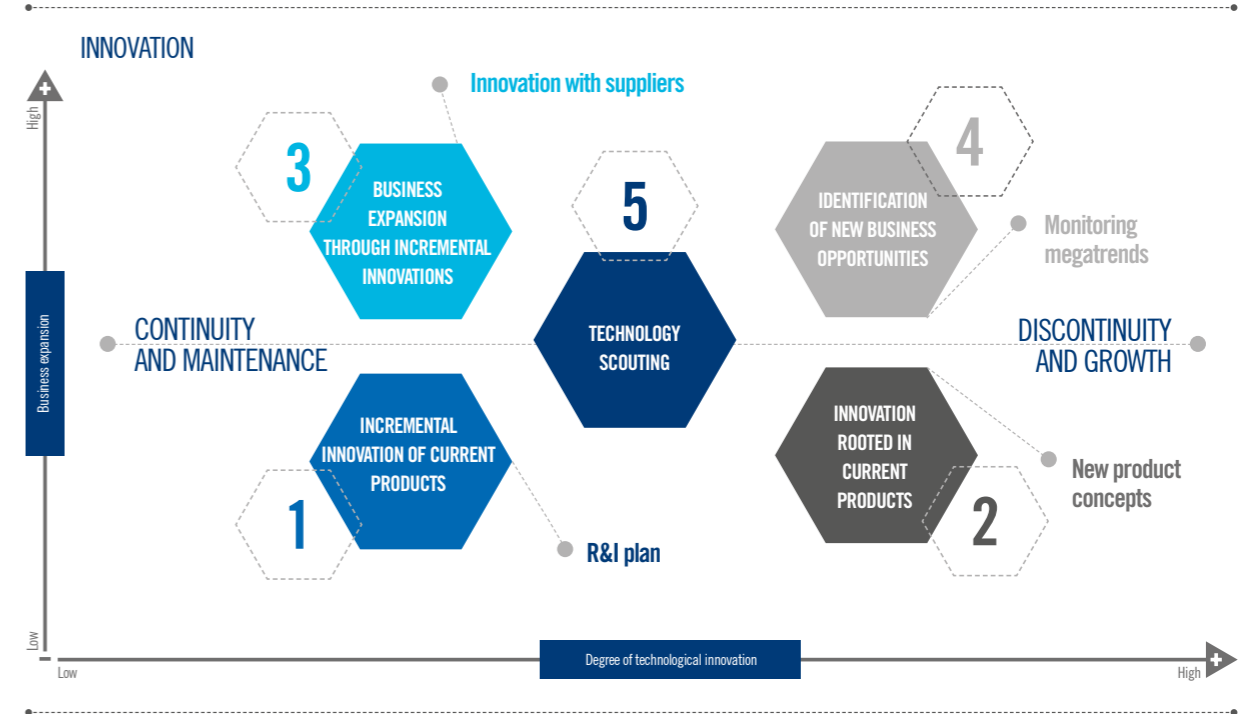 INNOVATION
High
Innovation with suppliers
3
BUSINESS
EXPANSION
THROUGH INCREMENTAL
INNOVATIONS
5
TECHNOLOGY
SCOUTING
4
IDENTIFICATION
OF NEW BUSINESS
OPPORTUNITIES
Monitoring
megatrends
Business expansion
CONTINUITY
AND MAINTENANCE
DISCONTINUITY
AND GROWTH
INCREMENTAL
INNOVATION OF CURRENT
PRODUCTS
1
R&I plan
INNOVATION
ROOTED IN
CURRENT
PRODUCTS
2
New product
concepts
Low
Low
Degree of technological innovation
High